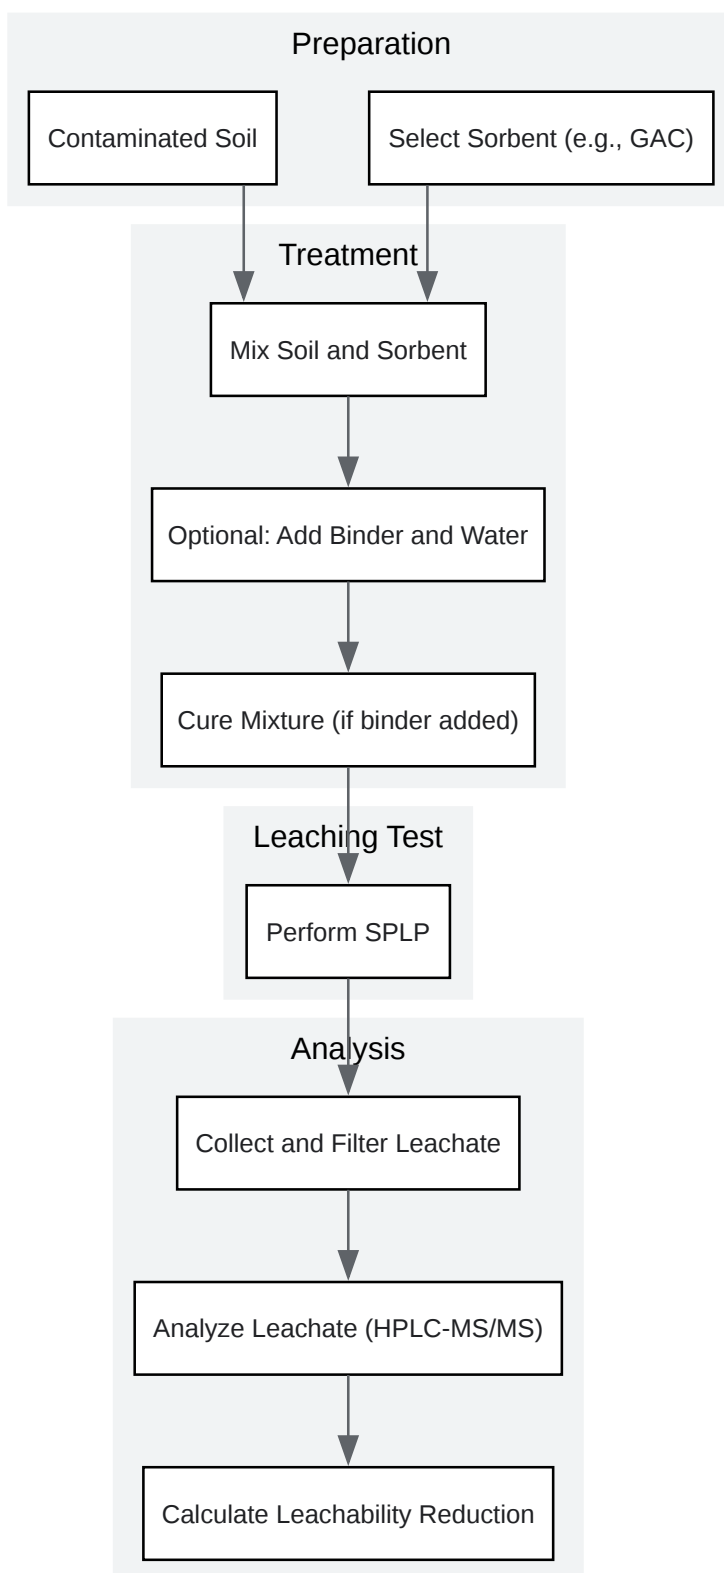 Preparation
Contaminated Soil
Select Sorbent (e.g., GAC)
Treatment
Mix Soil and Sorbent
Optional: Add Binder and Water
Cure Mixture (if binder added)
Leaching Test
Perform SPLP
Analysis
Collect and Filter Leachate
Analyze Leachate (HPLC-MS/MS)
Calculate Leachability Reduction